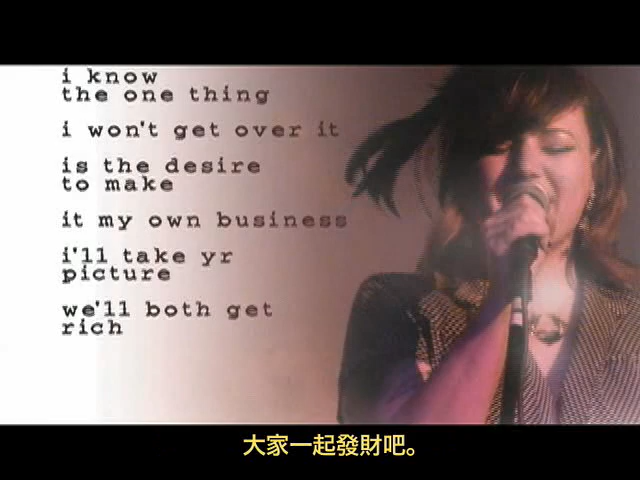 i know
the one thing
i won't get over it
is the desire
to make
it my own business
i'll take yr
picture
we'll both get
rich
大家一起發財吧。